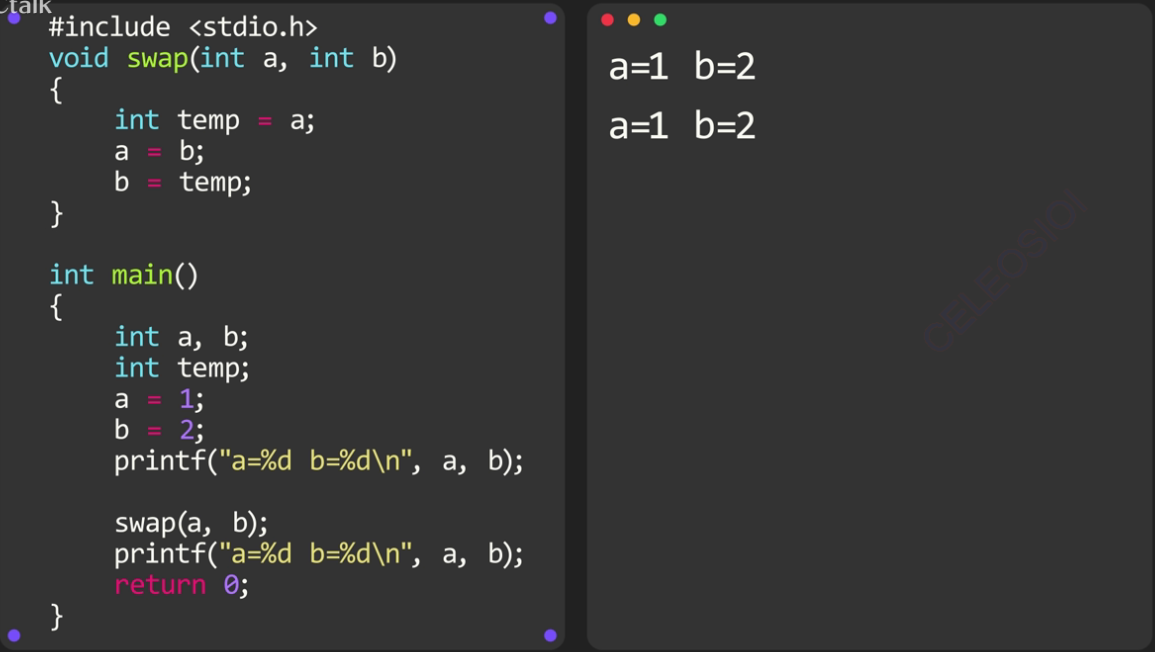 #include <stdio.h>
void swap(int a, int b)
{
int temp = a;
a = b;
b = temp;
}
int main()
{
int a, b;
int temp;
a = 1;
b = 2;
printf("a=%d b=%d\n", a, b);
swap(a, b);
printf("a=%d b=%d\n", a, b);
return 0;
}
a=1 b=2
a=1 b=2